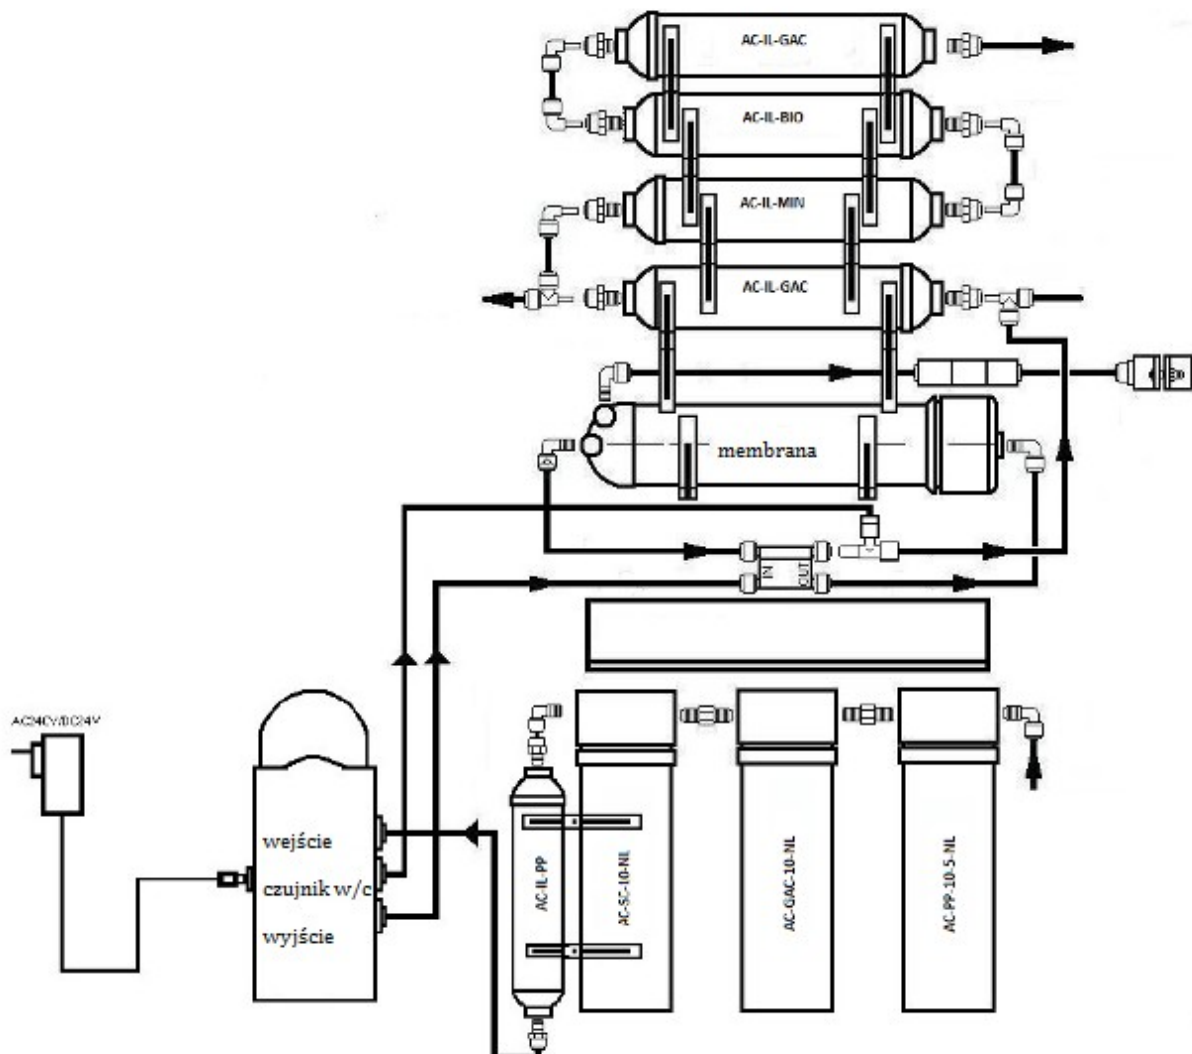 AC-IL-GAC
AC-IL-BIO
AC-IL-MIN
AC-IL-GAC
membrana
IN
OUT
AC240V/DC24V
wejście
czujnik w/c
wyjście
AC-IL-PP
AC-SC-10-NL
AC-GAC-10-NL
AC-PP-10-5-NL